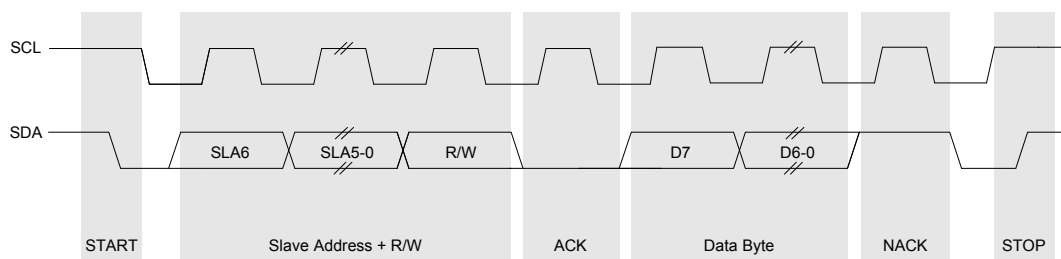 SCL
SDA
SLA6 SLA5-0 R/W D7 D6-0
START Slave Address + R/W ACK Data Byte NACK STOP